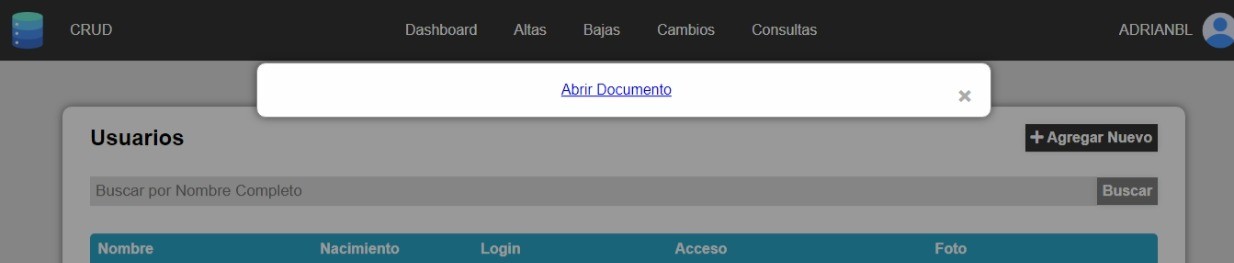 CRUD Dashboard Altas Bajas Cambios Consultas ADRIANBL
Abrir Documento ×
Usuarios + Agregar Nuevo
Buscar por Nombre Completo Buscar
Nombre Nacimiento Login Acceso Foto